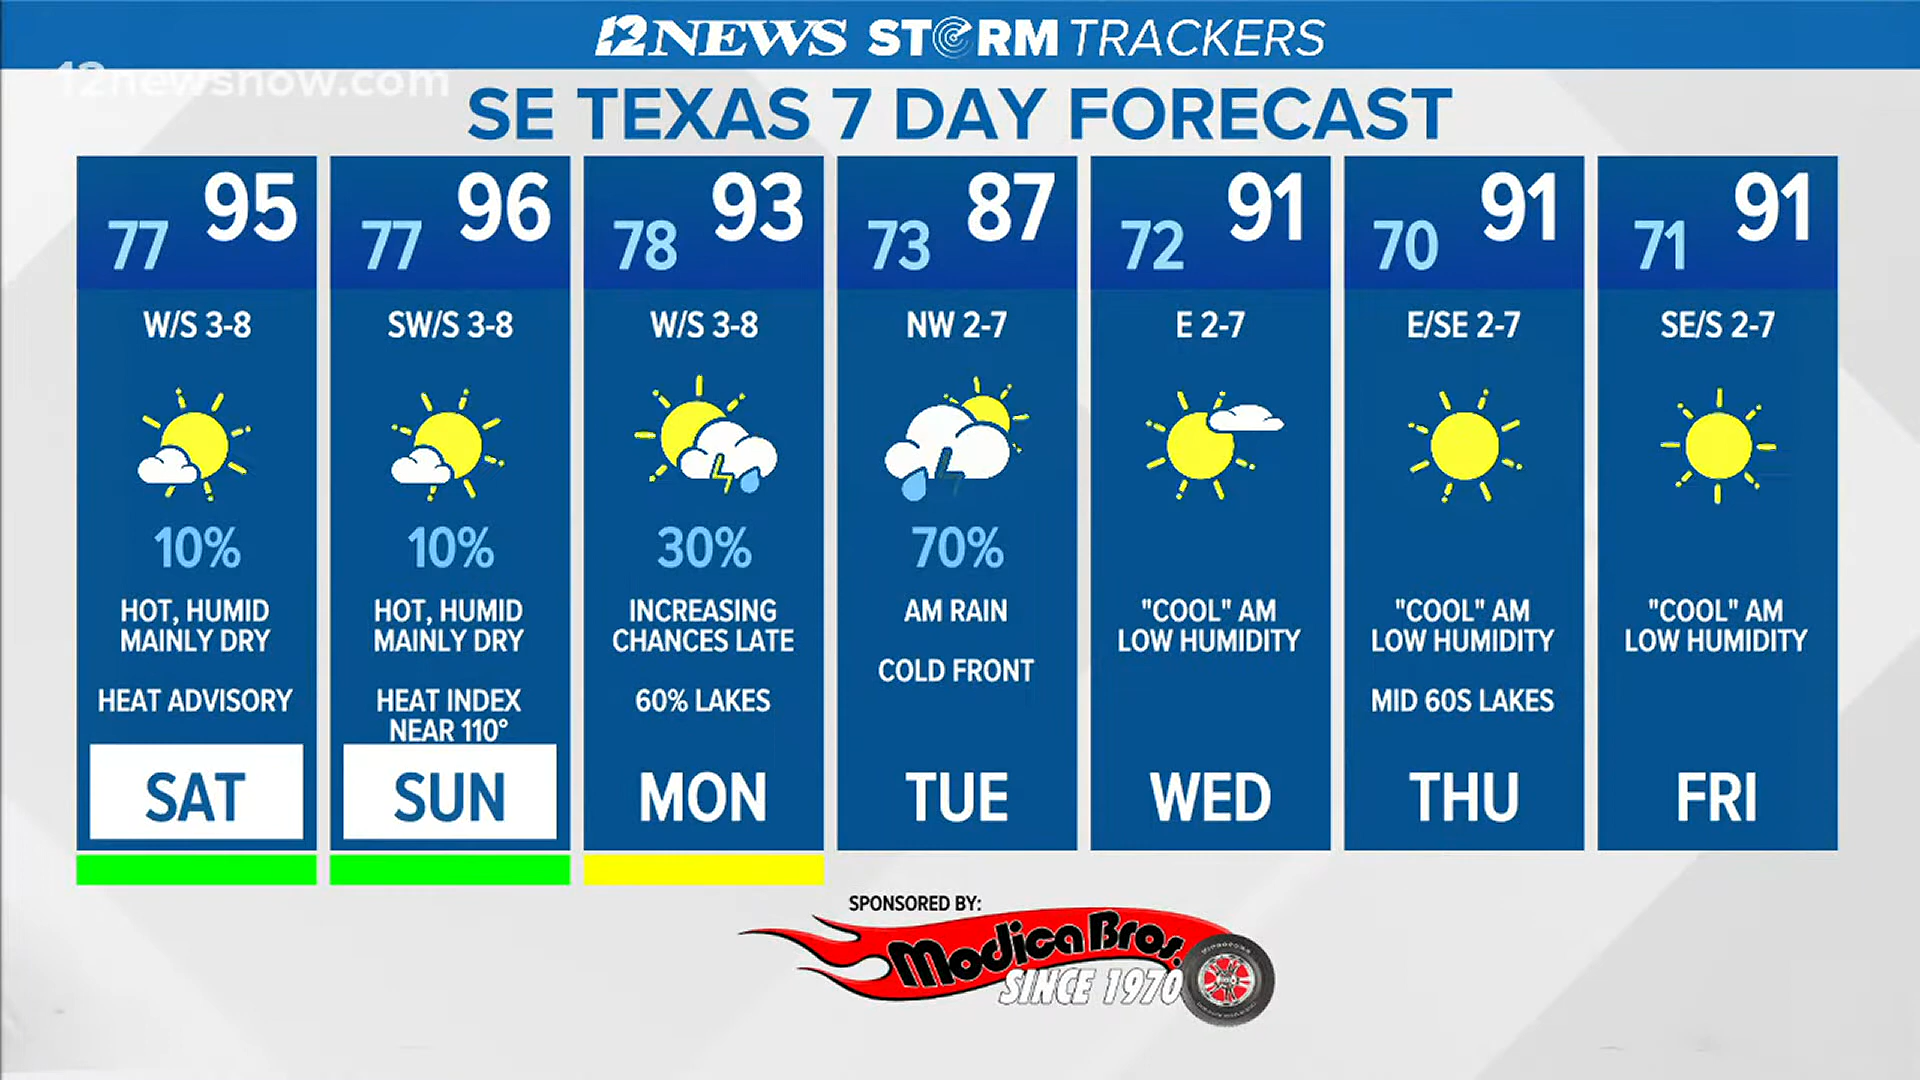 12NEWS STORM TRACKERS
12newsnow.com
SE TEXAS 7 DAY FORECAST
77 95
W/S 3-8
10%
HOT, HUMID
MAINLY DRY
HEAT ADVISORY
SAT
77 96
SW/S 3-8
10%
HOT, HUMID
MAINLY DRY
HEAT INDEX
NEAR 110°
SUN
78 93
W/S 3-8
30%
INCREASING
CHANCES LATE
60% LAKES
MON
73 87
NW 2-7
70%
AM RAIN
COLD FRONT
TUE
72 91
E 2-7
"COOL" AM
LOW HUMIDITY
WED
70 91
E/SE 2-7
"COOL" AM
LOW HUMIDITY
MID 60S LAKES
THU
71 91
SE/S 2-7
"COOL" AM
LOW HUMIDITY
FRI
SPONSORED BY:
Modica Bros.
SINCE 1970